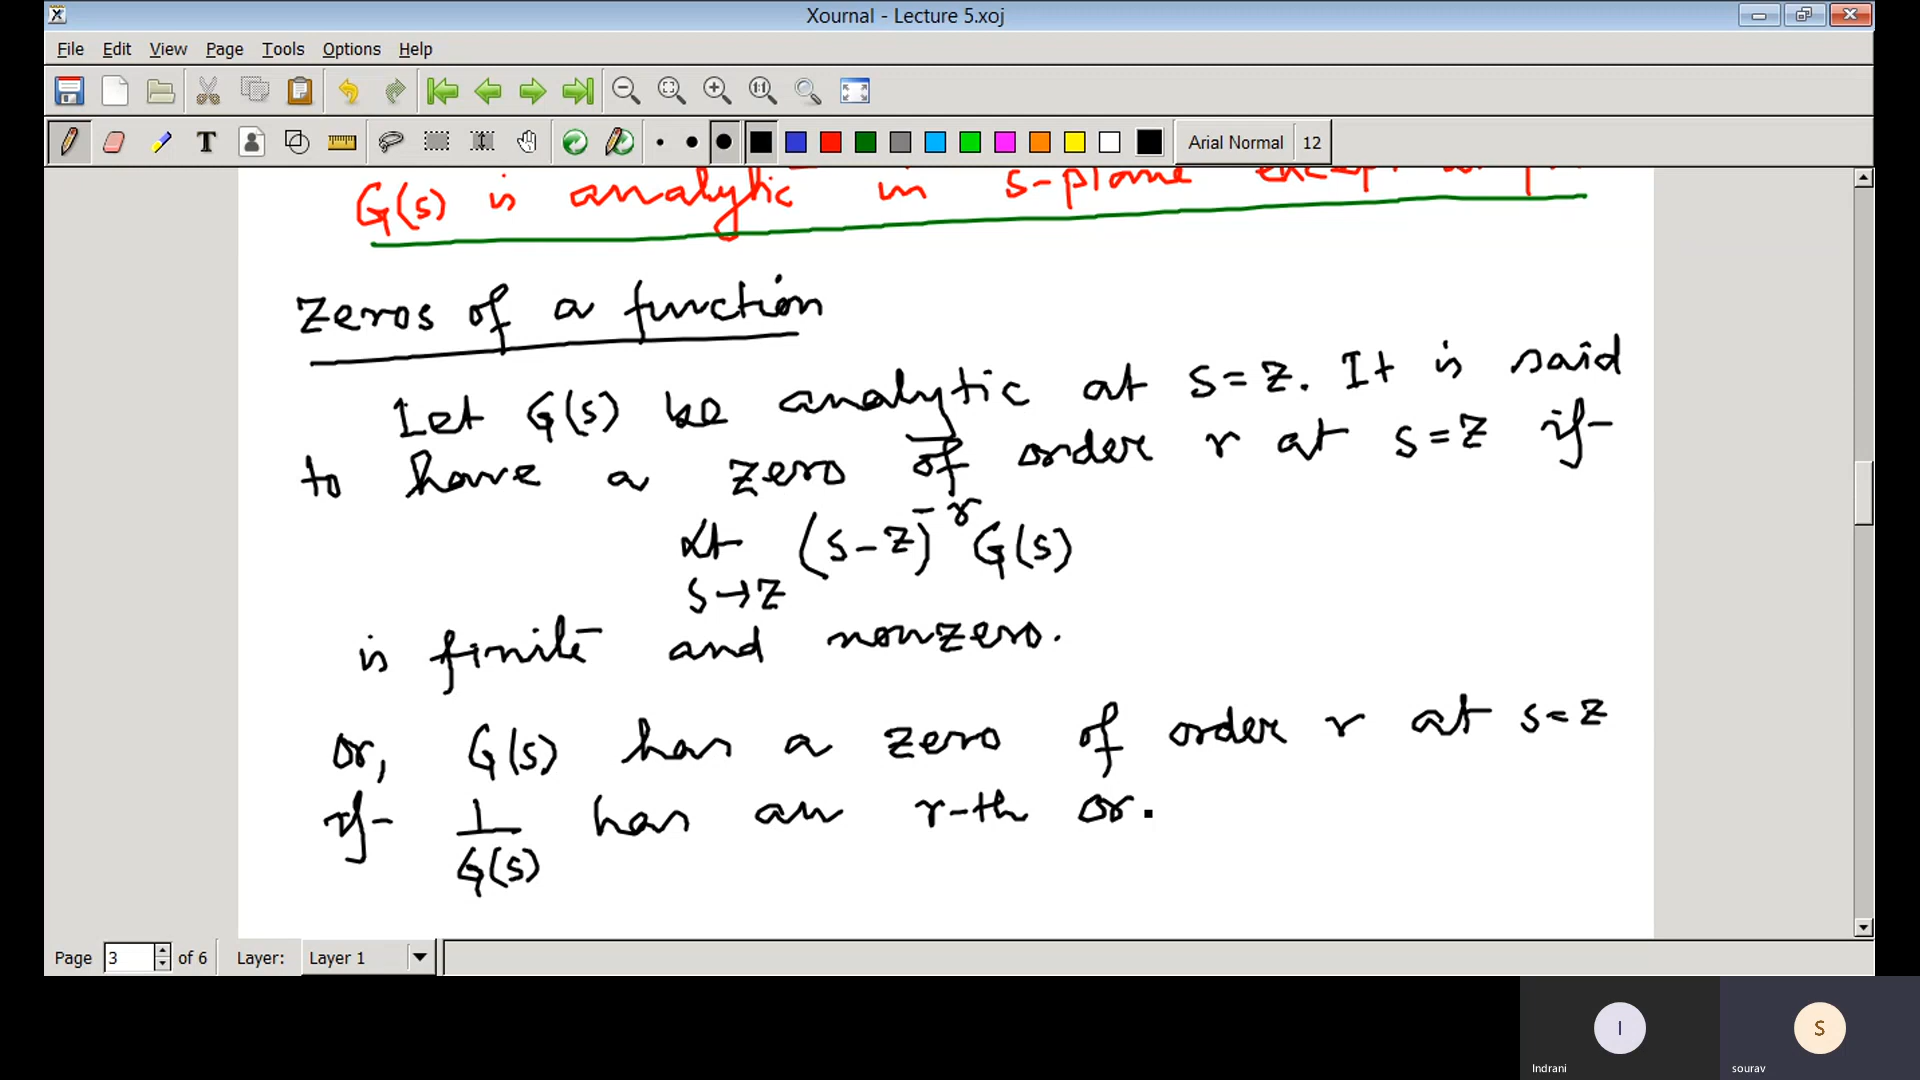 Xournal - Lecture 5.xoj
File Edit View Page Tools Options Help
Arial Normal 12
G(s) is analytic in s-plane except
Zeros of a function
Let G(s) be analytic at s=z. It is said
to have a zero of order r at s=z if
Lt (s-z)^-r G(s)
s→z
is finite and nonzero.
or, G(s) has a zero of order r at s=z
if 1/G(s) has an r-th or.
Page 3 of 6 Layer: Layer 1
I S
Indrani sourav